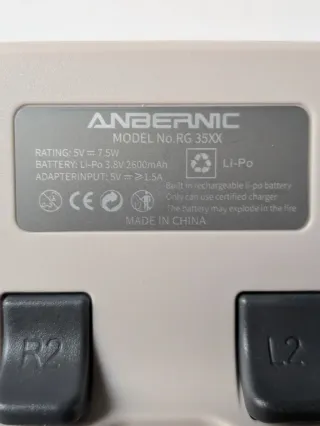 ANBERNIC
MODEL No.RG 35XX
RATING: 5V⎓7.5W
BATTERY: Li-Po 3.8V 2600mAh
ADAPTERINPUT: 5V⎓≥1.5A
Li-Po
Built in rechargeable li-po battery
Only can use certified charger
The battery may explode in the fire
CE FC
MADE IN CHINA
R2
L2